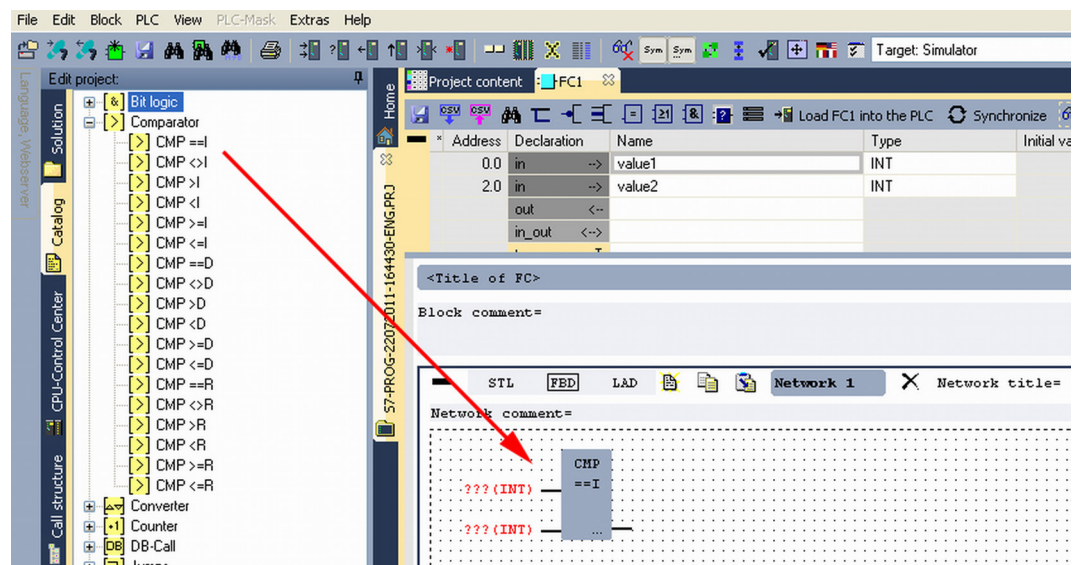 File Edit Block PLC View PLC-Mask Extras Help
Sym Sym Target: Simulator
Language, Webserver
Edit project:
Solution
Catalog
CPU-Control Center
Call structure
Bit logic
Comparator
CMP ==I
CMP <>I
CMP >I
CMP <I
CMP >=I
CMP <=I
CMP ==D
CMP <>D
CMP >D
CMP <D
CMP >=D
CMP <=D
CMP ==R
CMP <>R
CMP >R
CMP <R
CMP >=R
CMP <=R
Converter
Counter
DB-Call
Home
S7-PROG-22072011-164430-ENG.PRJ
Project content FC1
CSV CSV Load FC1 into the PLC Synchronize
Address Declaration Name Type Initial va
0.0 in --> value1 INT
2.0 in --> value2 INT
out <--
in_out <-->
<Title of FC>
Block comment=
STL FBD LAD Network 1 Network title=
Network comment=
CMP
???(INT) ==I
???(INT) ...